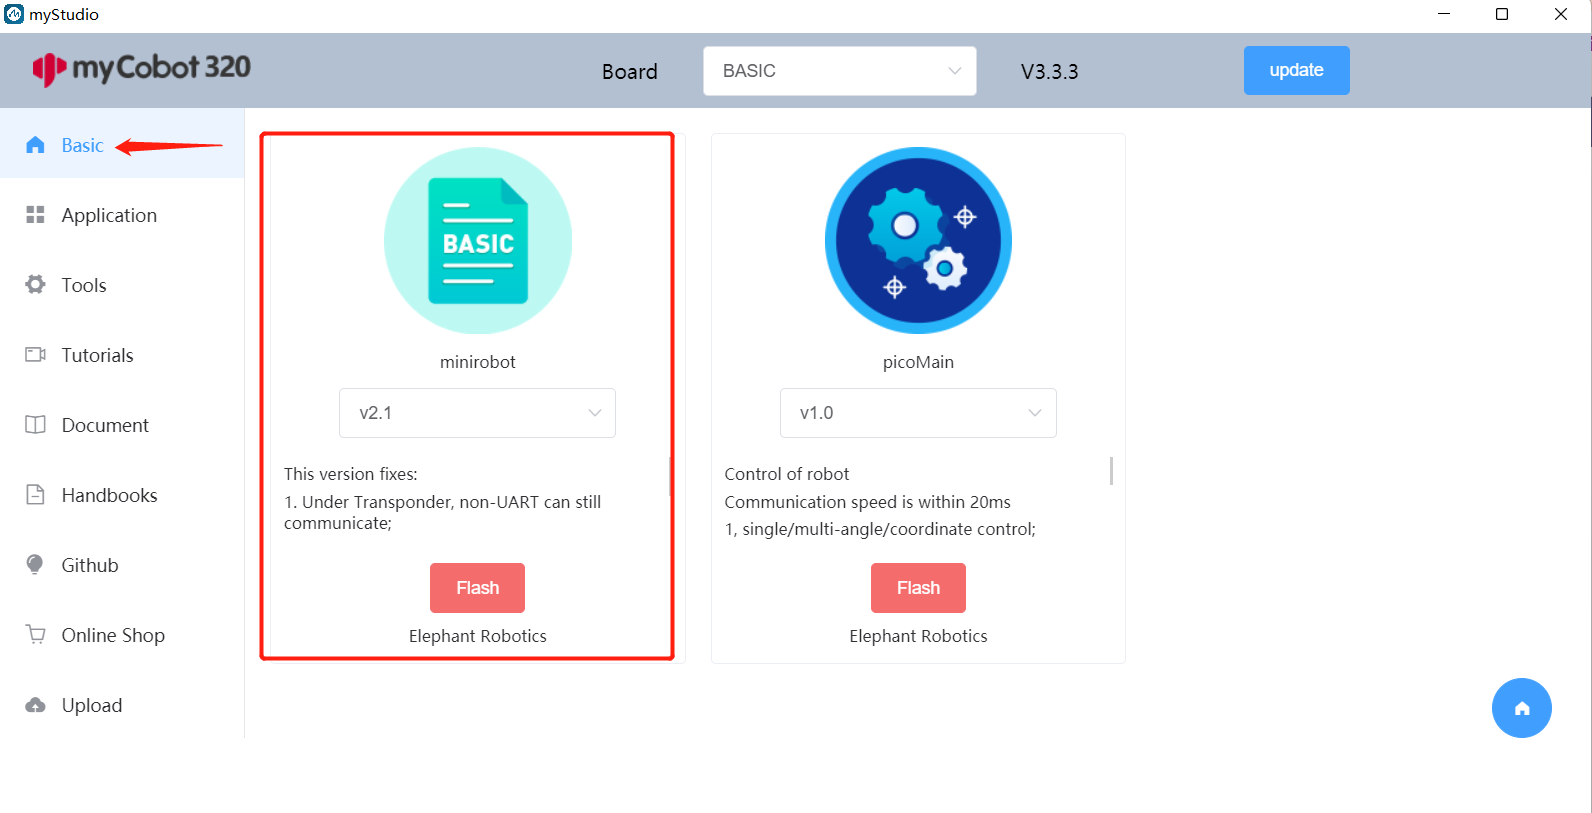 myStudio
myCobot 320
Board
BASIC
V3.3.3
update
Basic
Application
Tools
Tutorials
Document
Handbooks
Github
Online Shop
Upload
BASIC
minirobot
v2.1
This version fixes:
1. Under Transponder, non-UART can still
communicate;
Flash
Elephant Robotics
picoMain
v1.0
Control of robot
Communication speed is within 20ms
1, single/multi-angle/coordinate control;
Flash
Elephant Robotics